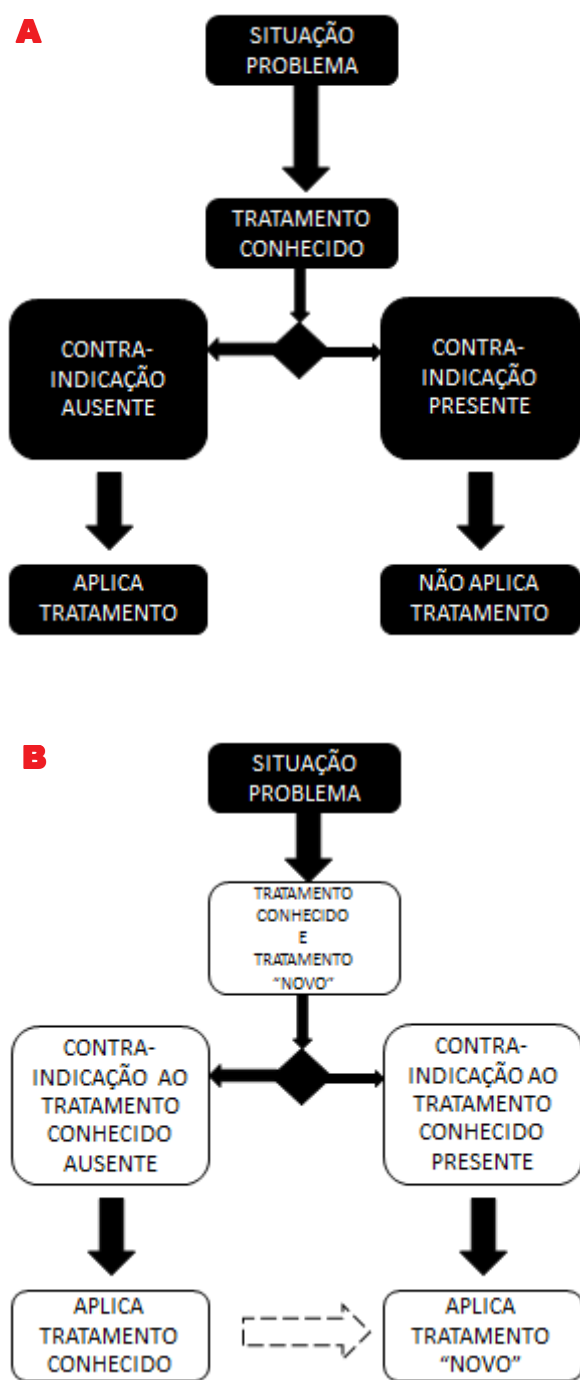 A
SITUAÇÃO
PROBLEMA
TRATAMENTO
CONHECIDO
CONTRA-
INDICAÇÃO
AUSENTE
CONTRA-
INDICAÇÃO
PRESENTE
APLICA
TRATAMENTO
NÃO APLICA
TRATAMENTO
B
SITUAÇÃO
PROBLEMA
TRATAMENTO
CONHECIDO
E
TRATAMENTO
“NOVO”
CONTRA-
INDICAÇÃO AO
TRATAMENTO
CONHECIDO
AUSENTE
CONTRA-
INDICAÇÃO AO
TRATAMENTO
CONHECIDO
PRESENTE
APLICA
TRATAMENTO
CONHECIDO
APLICA
TRATAMENTO
“NOVO”